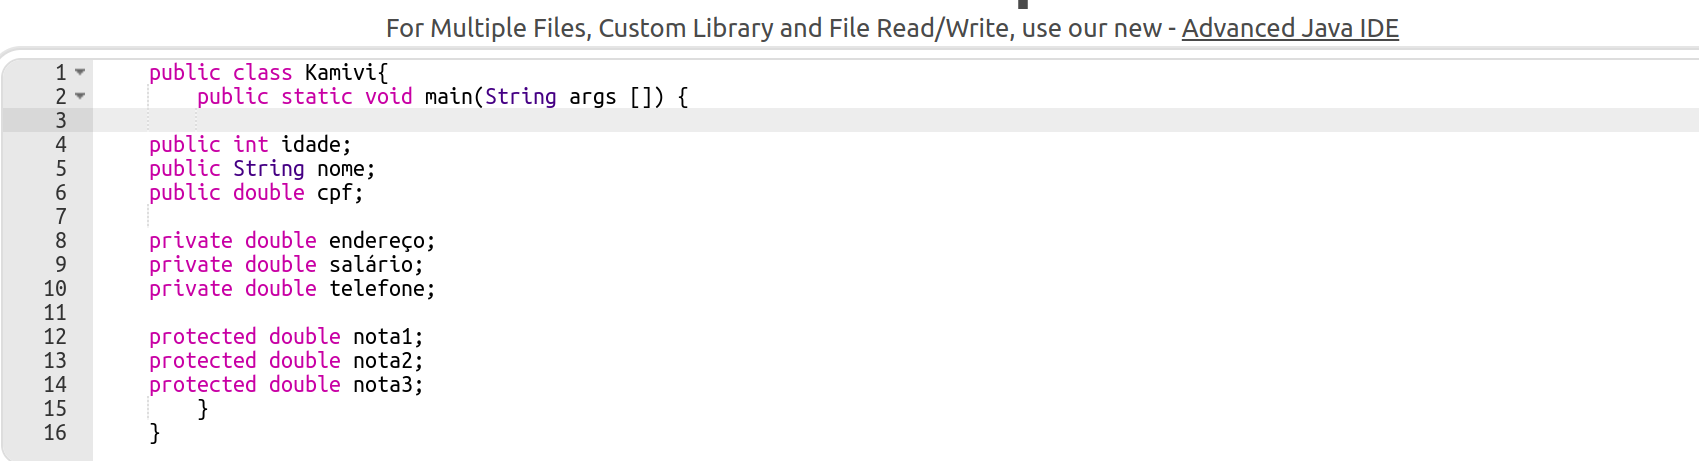 For Multiple Files, Custom Library and File Read/Write, use our new - Advanced Java IDE
1 public class Kamivi{
2 public static void main(String args []) {
3
4 public int idade;
5 public String nome;
6 public double cpf;
7
8 private double endereço;
9 private double salário;
10 private double telefone;
11
12 protected double nota1;
13 protected double nota2;
14 protected double nota3;
15 }
16 }